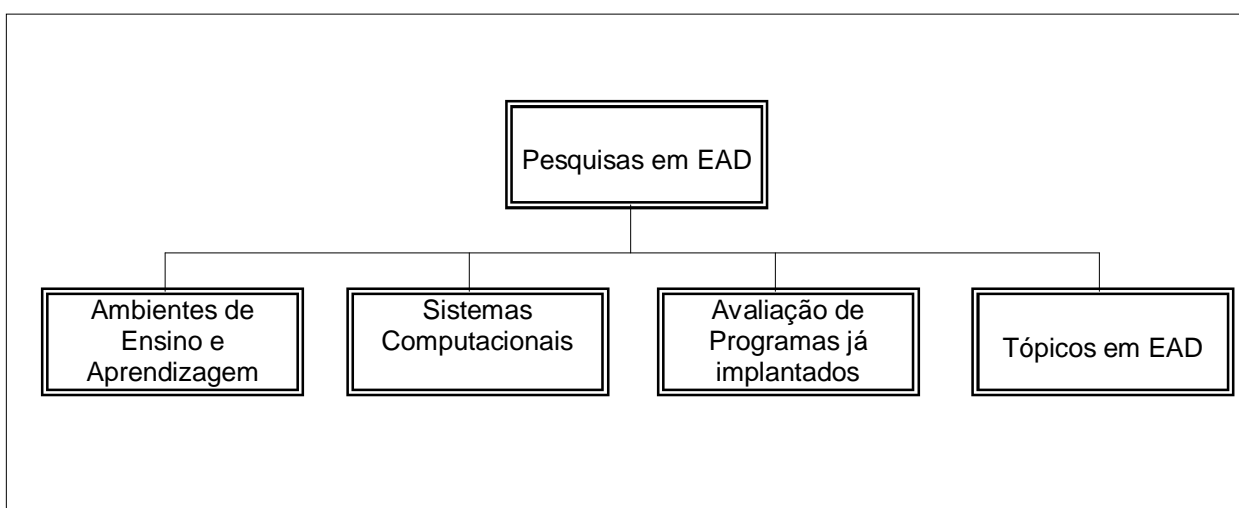 Pesquisas em EAD
Ambientes de
Ensino e
Aprendizagem
Sistemas
Computacionais
Avaliação de
Programas já
implantados
Tópicos em EAD